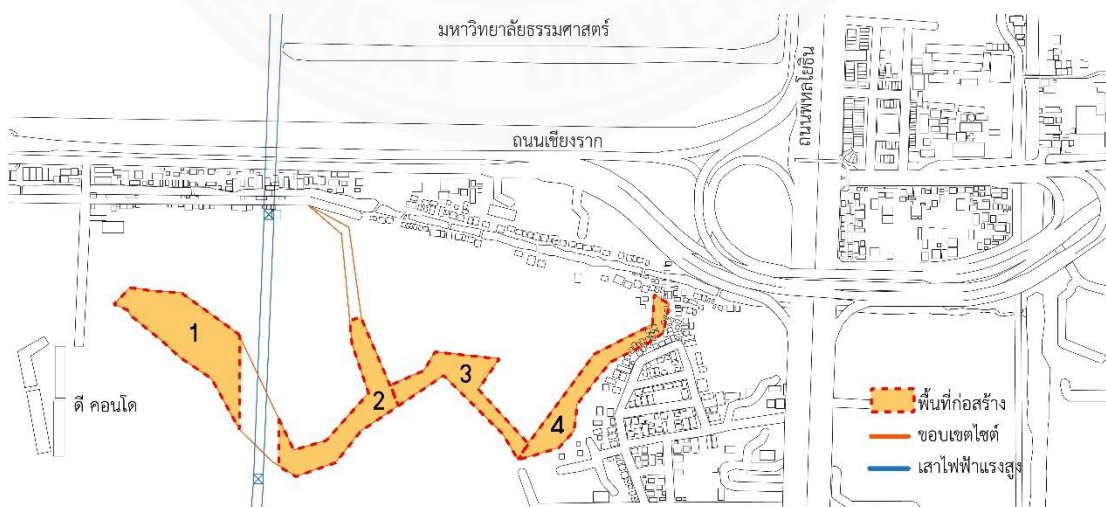 มหาวิทยาลัยธรรมศาสตร์
ถนนพหลโยธิน
ถนนเชียงราก
1
2
3
4
ดี คอนโด
พื้นที่ก่อสร้าง
ขอบเขตไซต์
เสาไฟฟ้าแรงสูง